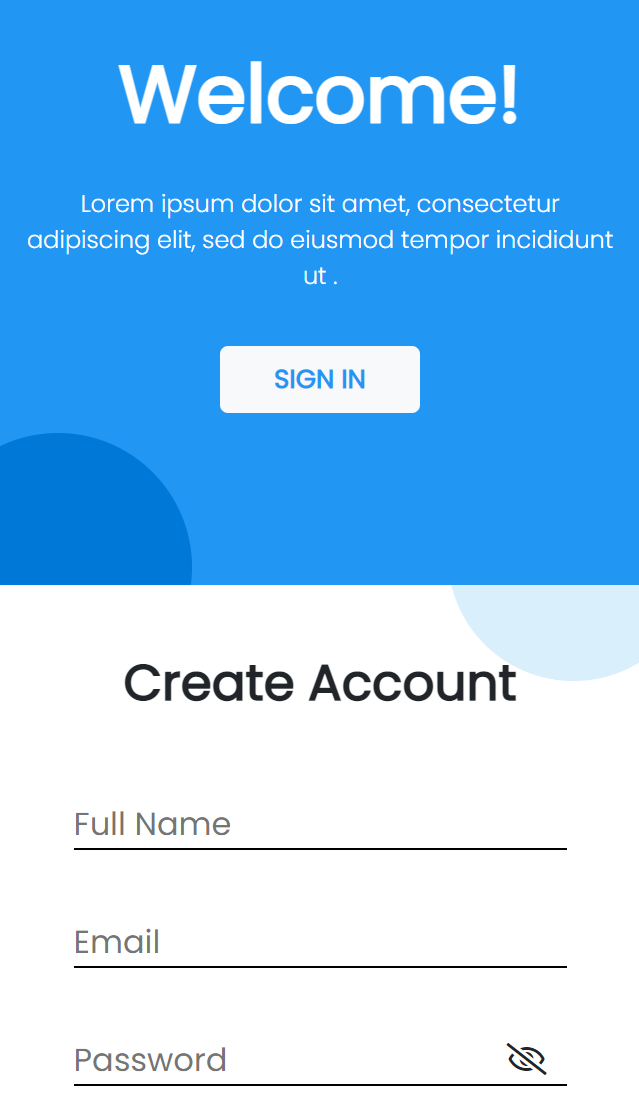 Welcome!
Lorem ipsum dolor sit amet, consectetur
adipiscing elit, sed do eiusmod tempor incididunt
ut .
SIGN IN
Create Account
Full Name
Email
Password